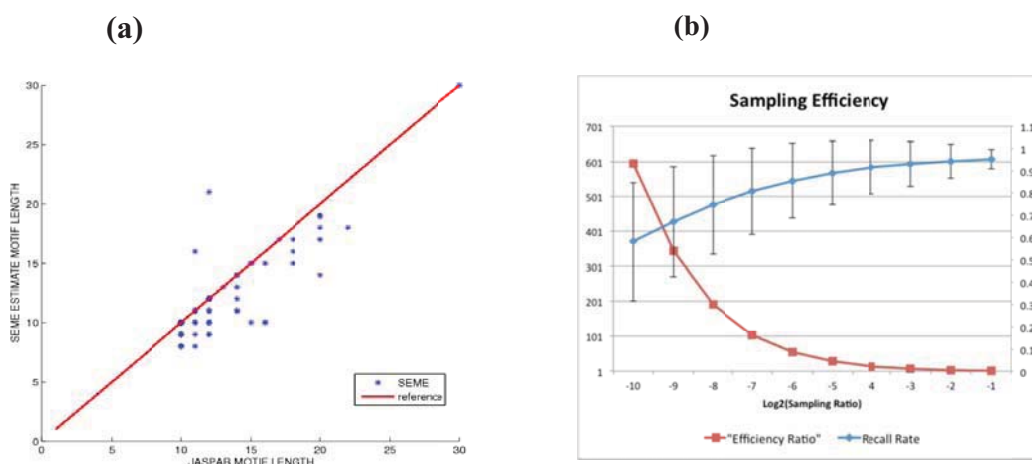 (a)
(b)
30
25
20
15
10
5
0
SEME ESTIMATE MOTIF LENGTH
0 5 10 15 20 25 30
JASPAR MOTIF LENGTH
SEME
reference
Sampling Efficiency
701
601
501
401
301
201
101
1
1.1
1
0.9
0.8
0.7
0.6
0.5
0.4
0.3
0.2
0.1
0
-10 -9 -8 -7 -6 -5 -4 -3 -2 -1
Log2(Sampling Ratio)
"Efficiency Ratio" Recall Rate